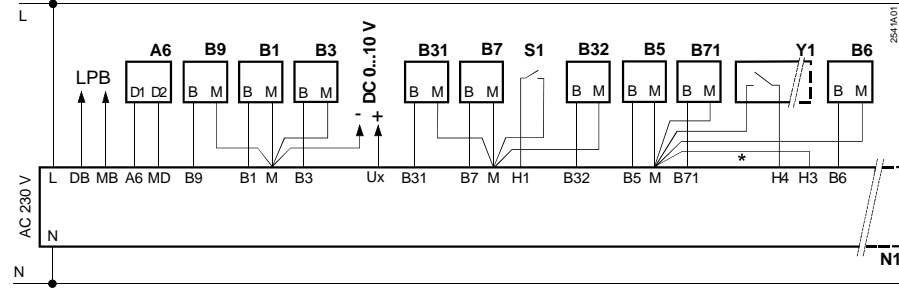 L
2541A01
A6 B9 B1 B3 DC 0...10 V B31 B7 S1 B32 B5 B71 Y1 B6
LPB
- +
D1 D2 B M B M B M B M B M B M B M B M B M
*
L DB MB A6 MD B9 B1 M B3 Ux B31 B7 M H1 B32 B5 M B71 H4 H3 B6
AC 230 V
N
N1
N